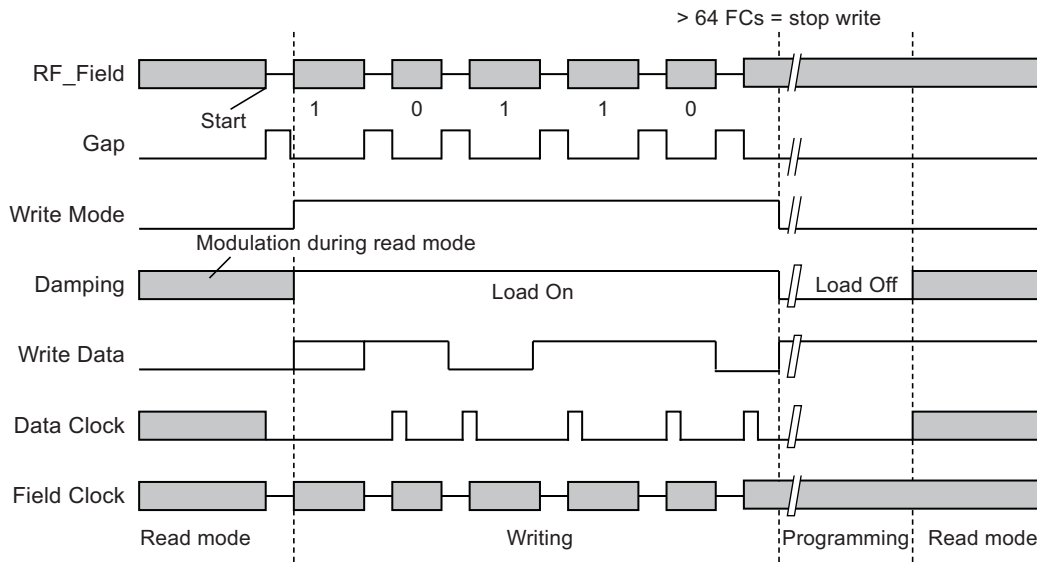 > 64 FCs = stop write
RF_Field
Start
1 0 1 1 0
Gap
Write Mode
Modulation during read mode
Damping
Load On
Load Off
Write Data
Data Clock
Field Clock
Read mode
Writing
Programming
Read mode